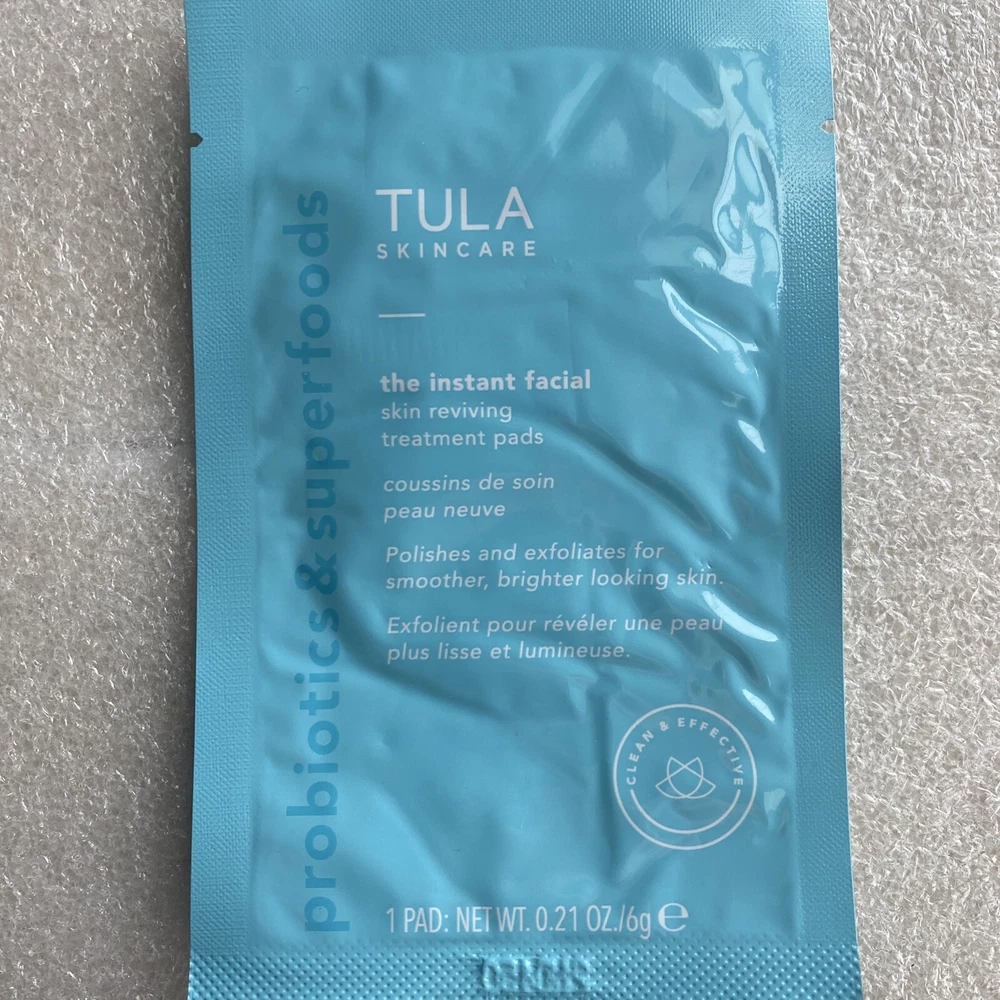 TULA
SKINCARE
probiotics&superfoods
the instant facial
skin reviving
treatment pads
coussins de soin
peau neuve
Polishes and exfoliates for
smoother, brighter looking skin.
Exfolient pour révéler une peau
plus lisse et lumineuse.
CLEAN & EFFECTIVE
1 PAD: NET WT. 0.21 OZ./6g e